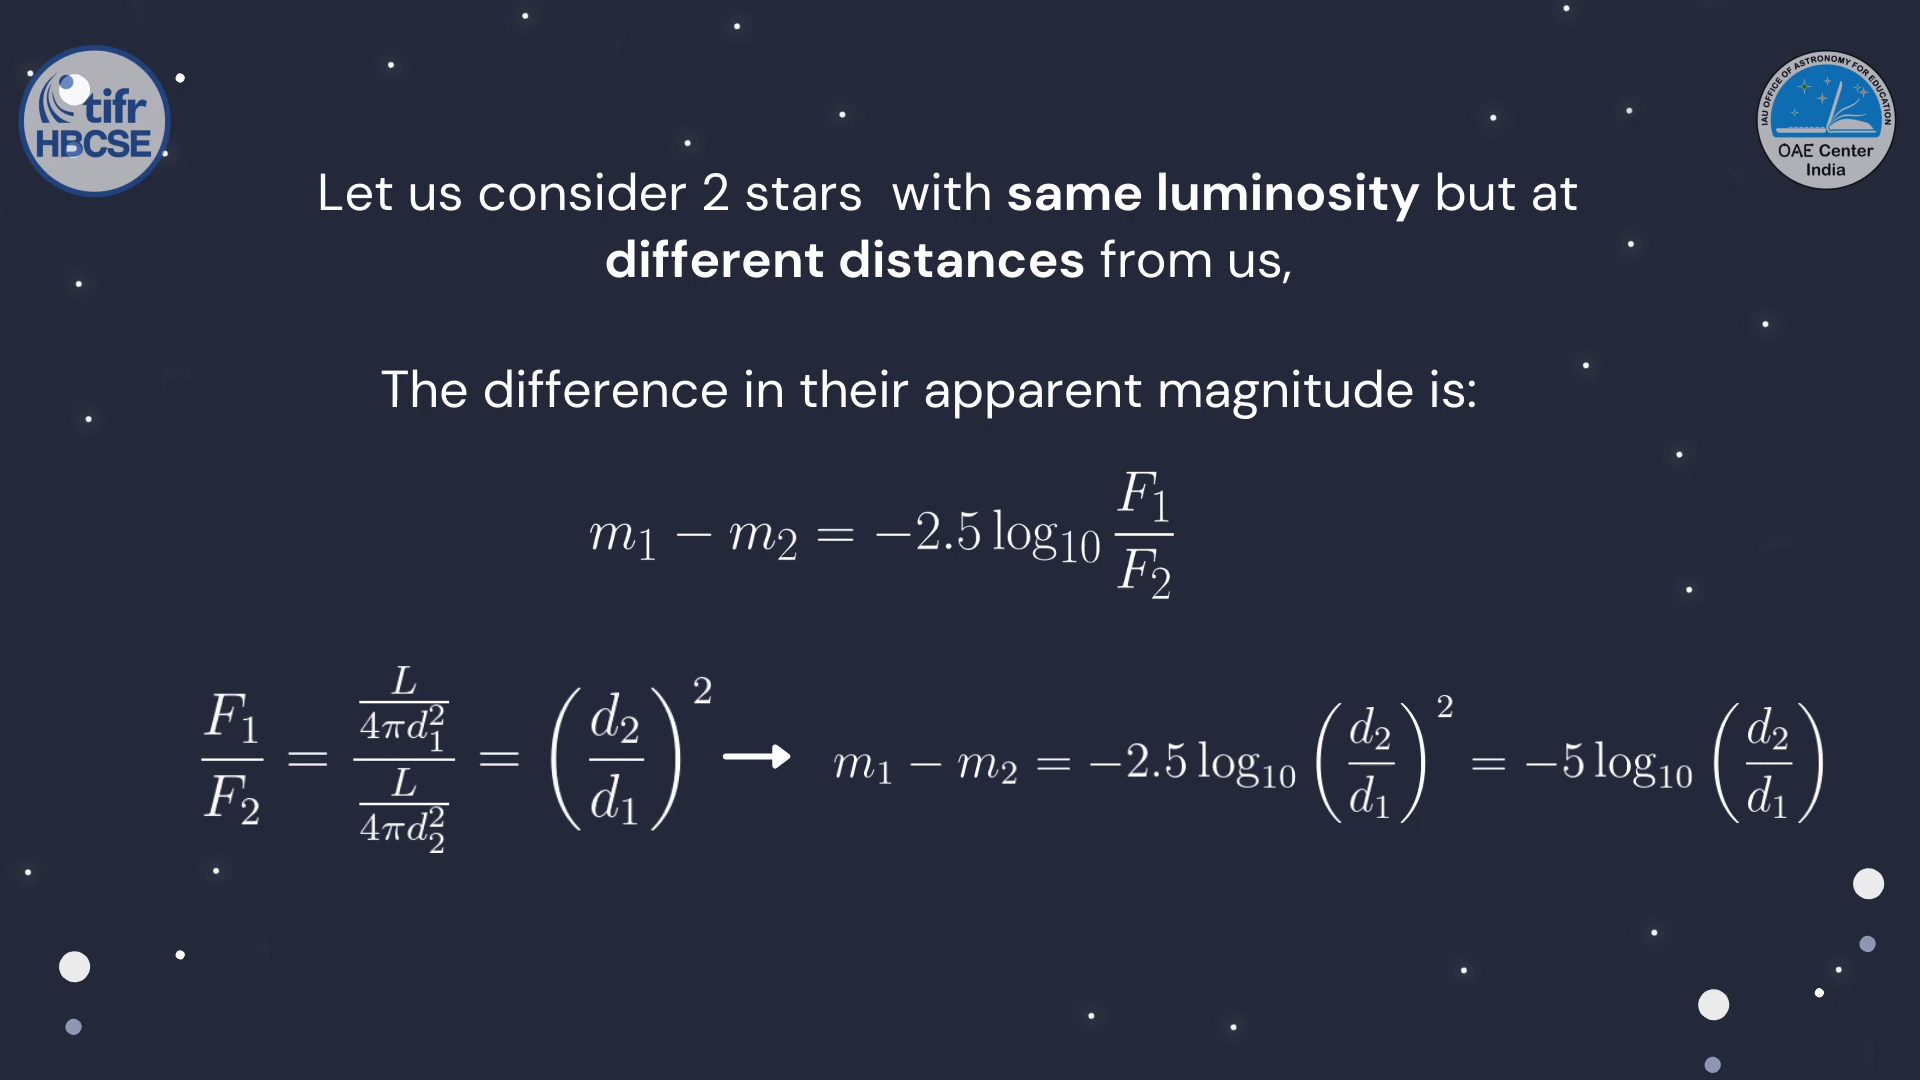 tifr
HBCSE
IAU OFFICE OF ASTRONOMY FOR EDUCATION
OAE Center
India
Let us consider 2 stars with same luminosity but at
different distances from us,
The difference in their apparent magnitude is:
m₁ − m₂ = −2.5 log₁₀ F₁/F₂
F₁/F₂ = (L/4πd₁²)/(L/4πd₂²) = (d₂/d₁)² → m₁ − m₂ = −2.5 log₁₀ (d₂/d₁)² = −5 log₁₀ (d₂/d₁)